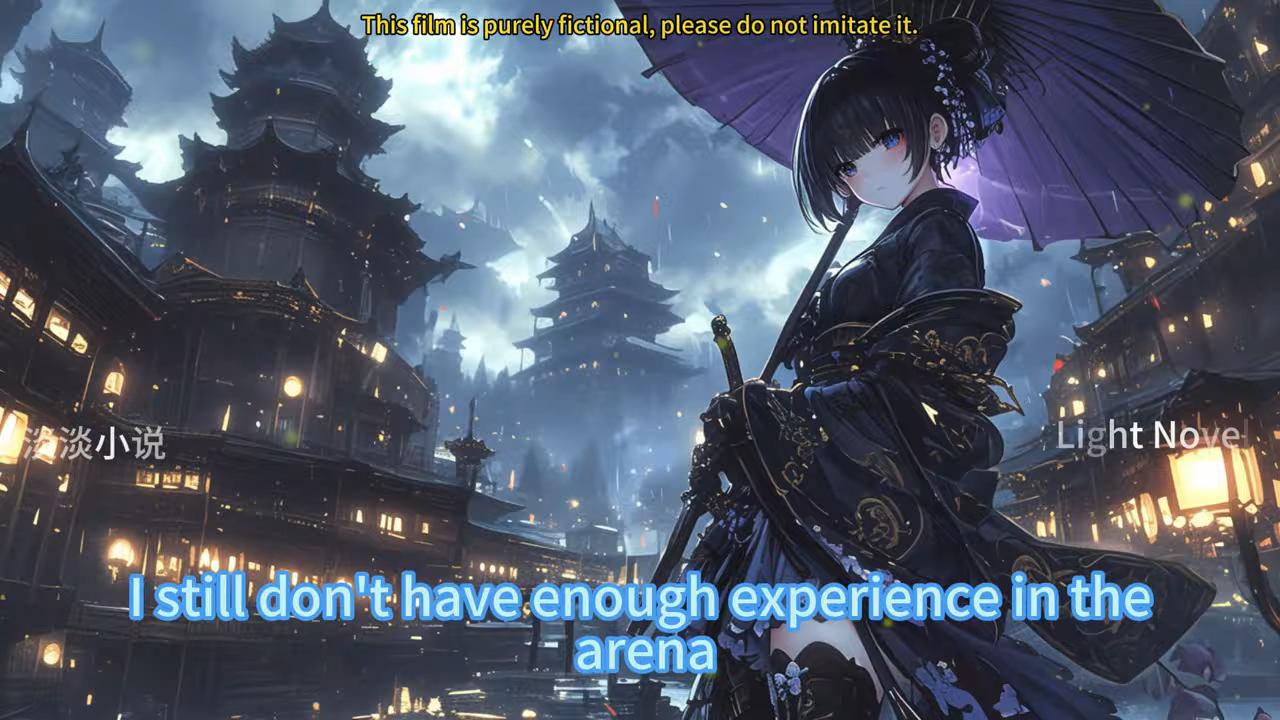 This film is purely fictional, please do not imitate it.
淡淡小说
Light Novel
I still don't have enough experience in the
arena